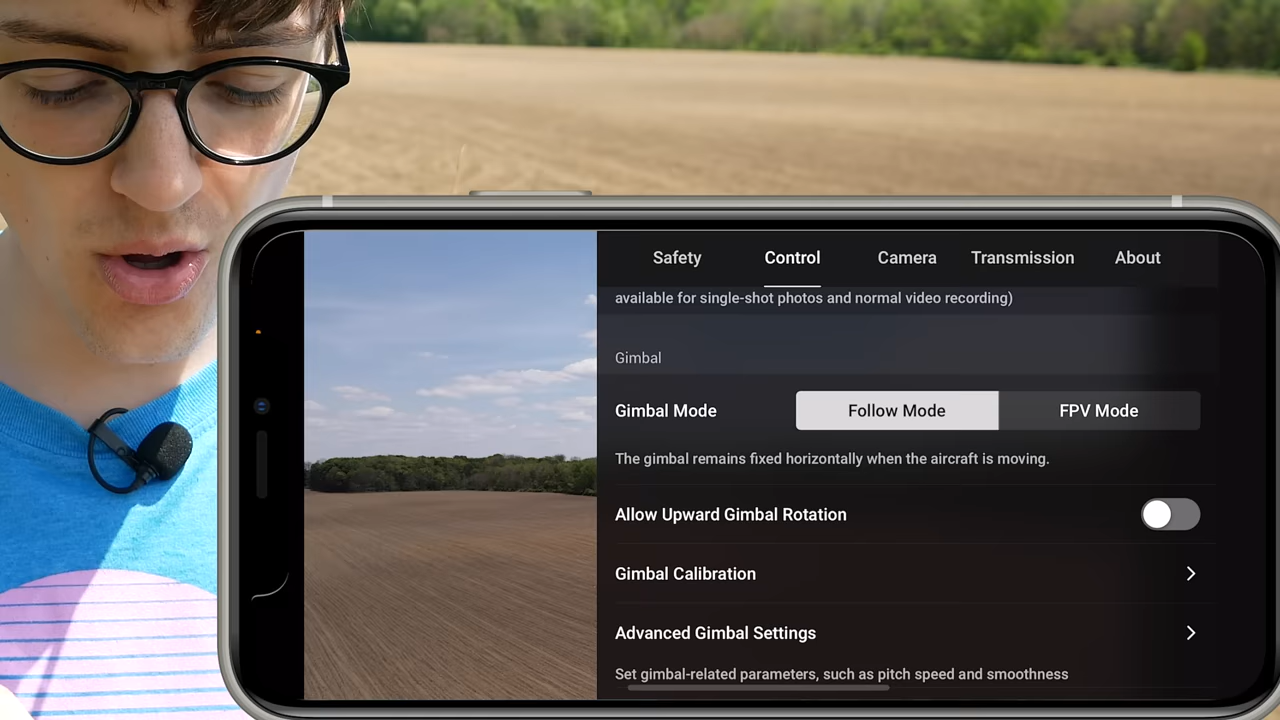 Safety Control Camera Transmission About
available for single-shot photos and normal video recording)
Gimbal
Gimbal Mode Follow Mode FPV Mode
The gimbal remains fixed horizontally when the aircraft is moving.
Allow Upward Gimbal Rotation
Gimbal Calibration
Advanced Gimbal Settings
Set gimbal-related parameters, such as pitch speed and smoothness